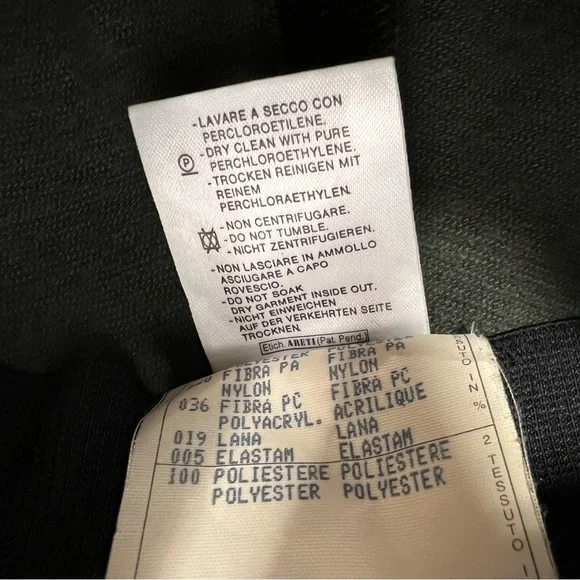 -LAVARE A SECCO CON
PERCLOROETILENE.
-DRY CLEAN WITH PURE
PERCHLOROETHYLENE.
-TROCKEN REINIGEN MIT
REINEM
PERCHLORAETHYLEN.
P
-NON CENTRIFUGARE.
-DO NOT TUMBLE.
-NICHT ZENTRIFUGIEREN.
-NON LASCIARE IN AMMOLLO
ASCIUGARE A CAPO
ROVESCIO.
-DO NOT SOAK
DRY GARMENT INSIDE OUT.
-NICHT EINWEICHEN
AUF DER VERKEHRTEN SEITE
TROCKNEN.
Etich. ARETI (Pat. Pend.)
FIBRA PA FIBRA PA
NYLON NYLON
036 FIBRA PC FIBRA PC
POLYACRYL. ACRILIQUE
019 LANA LANA
005 ELASTAM ELASTAM
100 POLIESTERE POLIESTERE
POLYESTER POLYESTER
IN %
2 TESSUTO